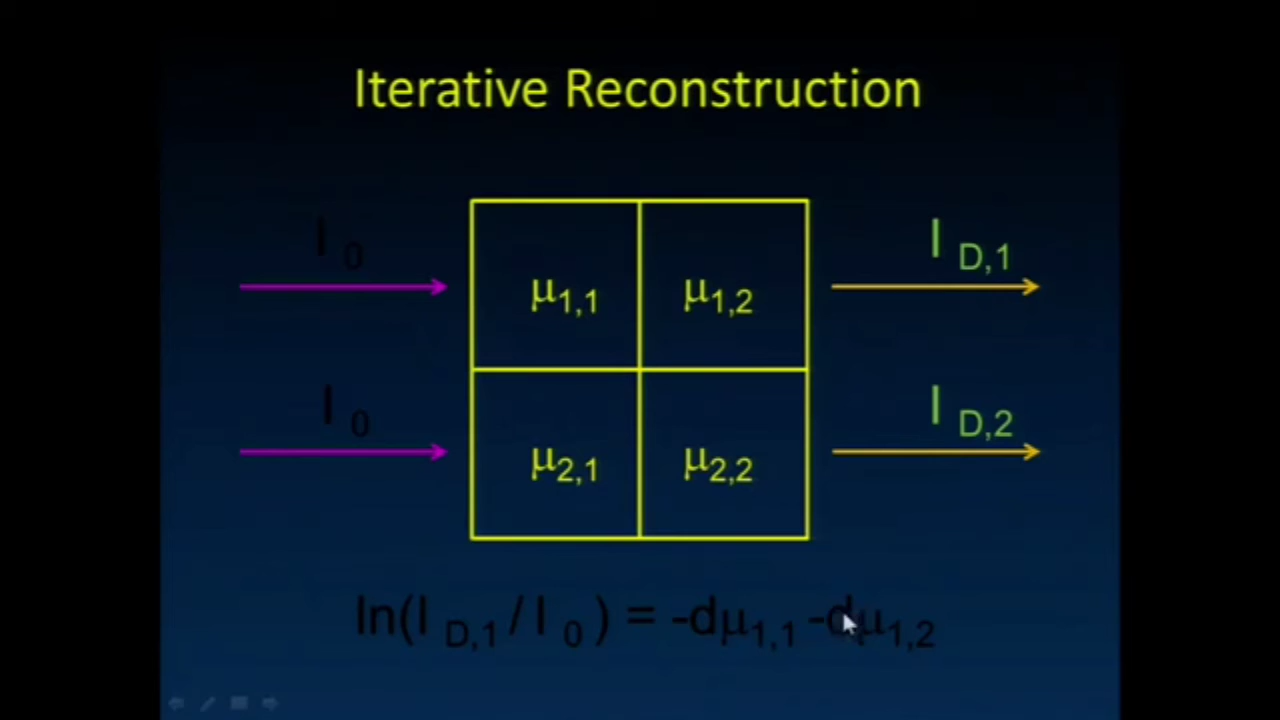 Iterative Reconstruction
I 0 I D,1
μ1,1 μ1,2
I 0 I D,2
μ2,1 μ2,2
ln(I D,1 / I 0 ) = -dμ1,1 -dμ1,2